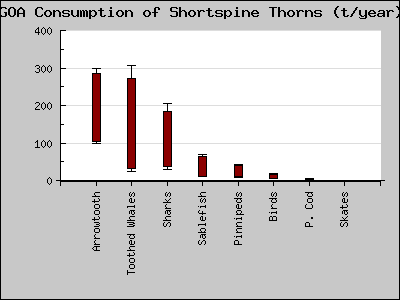 GOA Consumption of Shortspine Thorns (t/year)
400
300
200
100
0
Arrowtooth
Toothed Whales
Sharks
Sablefish
Pinnipeds
Birds
P. Cod
Skates